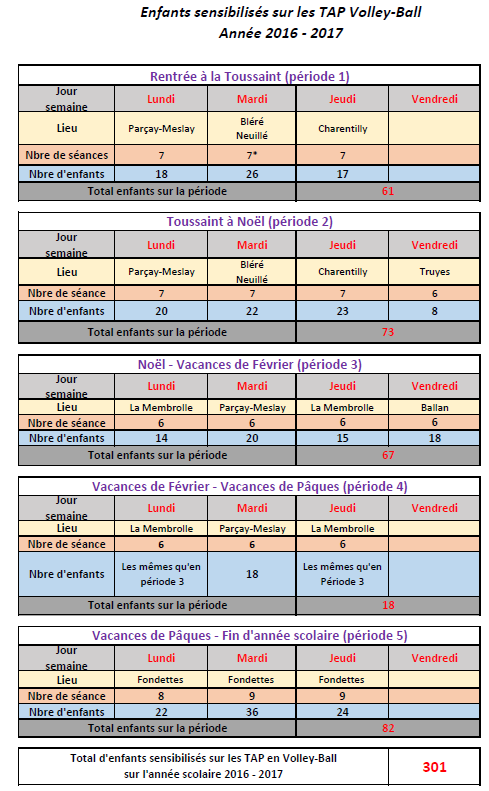 Enfants sensibilisés sur les TAP Volley-Ball
Année 2016 - 2017
Rentrée à la Toussaint (période 1)
Jour semaine Lundi Mardi Jeudi Vendredi
Lieu Parçay-Meslay Bléré Neuillé Charentilly
Nbre de séances 7 7* 7
Nbre d'enfants 18 26 17
Total enfants sur la période 61
Toussaint à Noël (période 2)
Jour semaine Lundi Mardi Jeudi Vendredi
Lieu Parçay-Meslay Bléré Neuillé Charentilly Truyes
Nbre de séance 7 7 7 6
Nbre d'enfants 20 22 23 8
Total enfants sur la période 73
Noël - Vacances de Février (période 3)
Jour semaine Lundi Mardi Jeudi Vendredi
Lieu La Membrolle Parçay-Meslay La Membrolle Ballan
Nbre de séance 6 6 6 6
Nbre d'enfants 14 20 15 18
Total enfants sur la période 67
Vacances de Février - Vacances de Pâques (période 4)
Jour semaine Lundi Mardi Jeudi Vendredi
Lieu La Membrolle Parçay-Meslay La Membrolle
Nbre de séance 6 6 6
Nbre d'enfants Les mêmes qu'en période 3 18 Les mêmes qu'en Période 3
Total enfants sur la période 18
Vacances de Pâques - Fin d'année scolaire (période 5)
Jour semaine Lundi Mardi Jeudi Vendredi
Lieu Fondettes Fondettes Fondettes
Nbre de séance 8 9 9
Nbre d'enfants 22 36 24
Total enfants sur la période 82
Total d'enfants sensibilisés sur les TAP en Volley-Ball
sur l'année scolaire 2016 - 2017 301